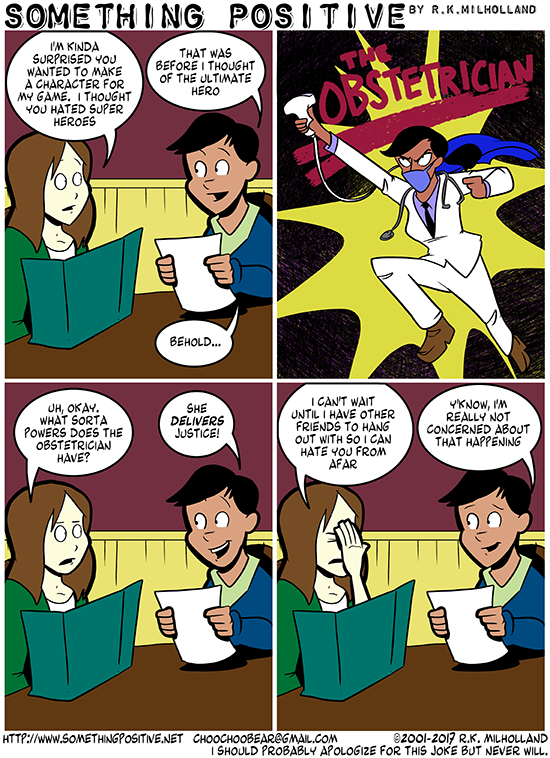 SOMETHING POSITIVE BY R.K.MILHOLLAND
I'M KINDA
SURPRISED YOU
WANTED TO MAKE
A CHARACTER FOR
MY GAME. I THOUGHT
YOU HATED SUPER
HEROES
THAT WAS
BEFORE I THOUGHT
OF THE ULTIMATE
HERO
BEHOLD...
THE
OBSTETRICIAN
UH, OKAY.
WHAT SORTA
POWERS DOES THE
OBSTETRICIAN
HAVE?
SHE
DELIVERS
JUSTICE!
I CAN'T WAIT
UNTIL I HAVE OTHER
FRIENDS TO HANG
OUT WITH SO I CAN
HATE YOU FROM
AFAR
Y'KNOW, I'M
REALLY NOT
CONCERNED ABOUT
THAT HAPPENING
HTTP://WWW.SOMETHINGPOSITIVE.NET CHOOCHOOBEAR@GMAIL.COM ©2001-2017 R.K. MILHOLLAND
I SHOULD PROBABLY APOLOGIZE FOR THIS JOKE BUT NEVER WILL.